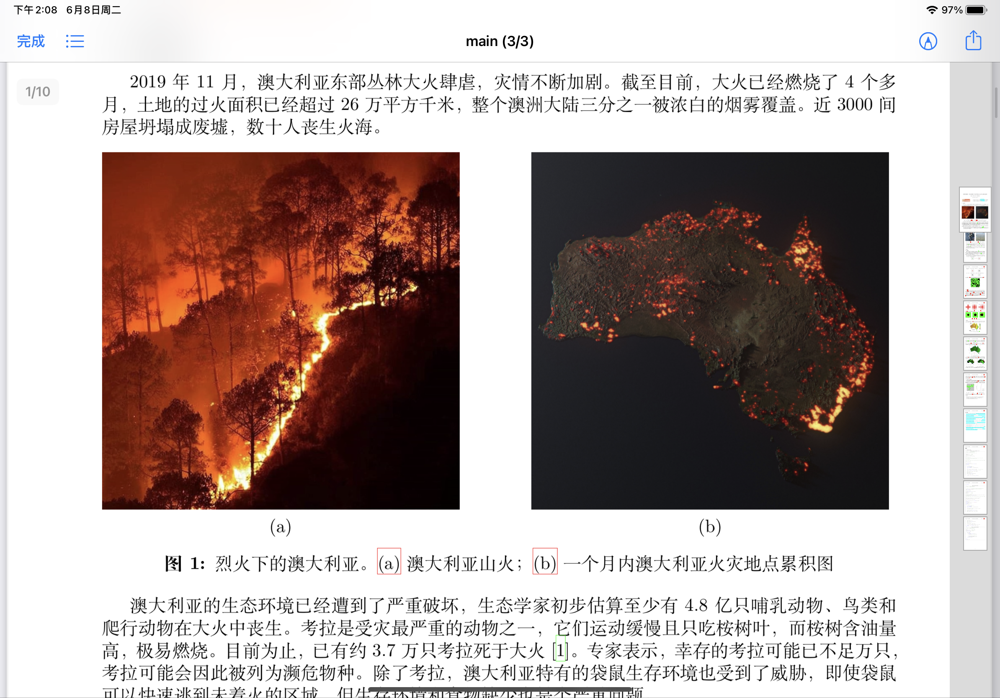 下午2:08 6月8日周二 97%
完成 main (3/3)
1/10
2019 年 11 月，澳大利亚东部丛林大火肆虐，灾情不断加剧。截至目前，大火已经燃烧了 4 个多
月，土地的过火面积已经超过 26 万平方千米，整个澳洲大陆三分之一被浓白的烟雾覆盖。近 3000 间
房屋坍塌成废墟，数十人丧生火海。
(a) (b)
图 1: 烈火下的澳大利亚。(a) 澳大利亚山火；(b) 一个月内澳大利亚火灾地点累积图
澳大利亚的生态环境已经遭到了严重破坏，生态学家初步估算至少有 4.8 亿只哺乳动物、鸟类和
爬行动物在大火中丧生。考拉是受灾最严重的动物之一，它们运动缓慢且只吃桉树叶，而桉树含油量
高，极易燃烧。目前为止，已有约 3.7 万只考拉死于大火 [1]。专家表示，幸存的考拉可能已不足万只，
考拉可能会因此被列为濒危物种。除了考拉，澳大利亚特有的袋鼠生存环境也受到了威胁，即使袋鼠
可以快速逃到未着火的区域，但生存环境和食物缺少也是个严重问题